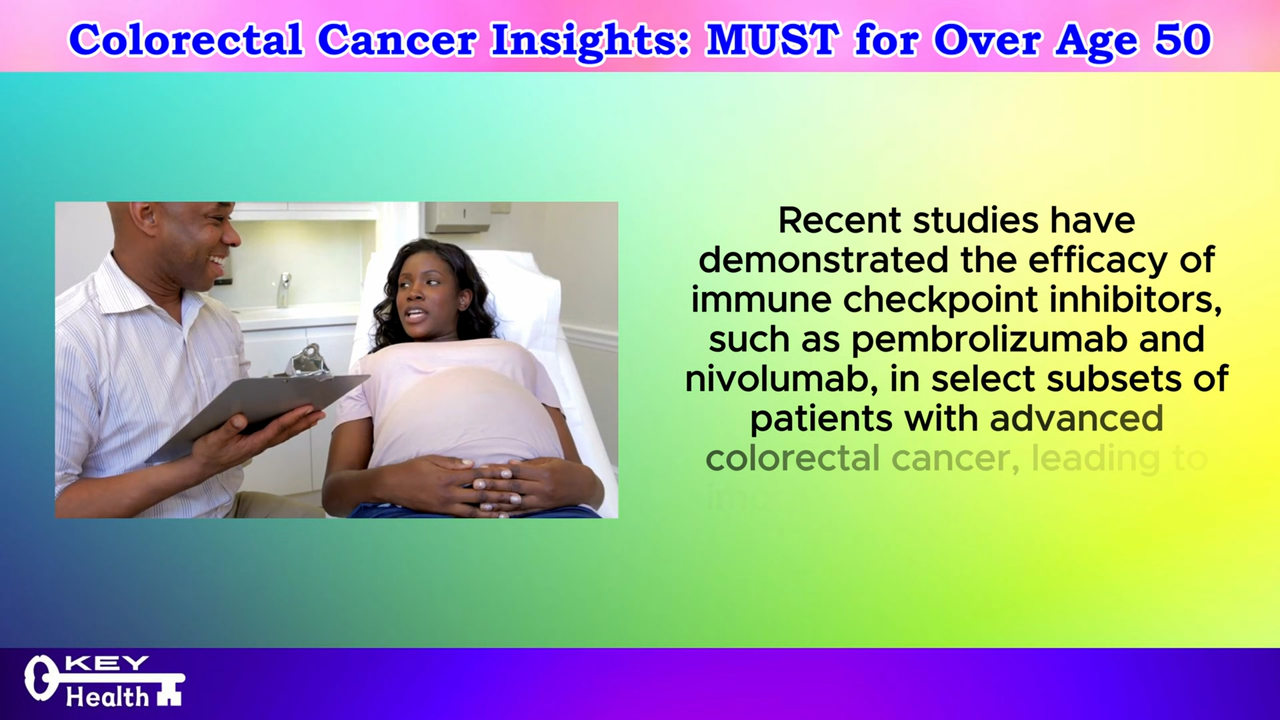 Colorectal Cancer Insights: MUST for Over Age 50
Recent studies have
demonstrated the efficacy of
immune checkpoint inhibitors,
such as pembrolizumab and
nivolumab, in select subsets of
patients with advanced
colorectal cancer, leading to
KEY
Health